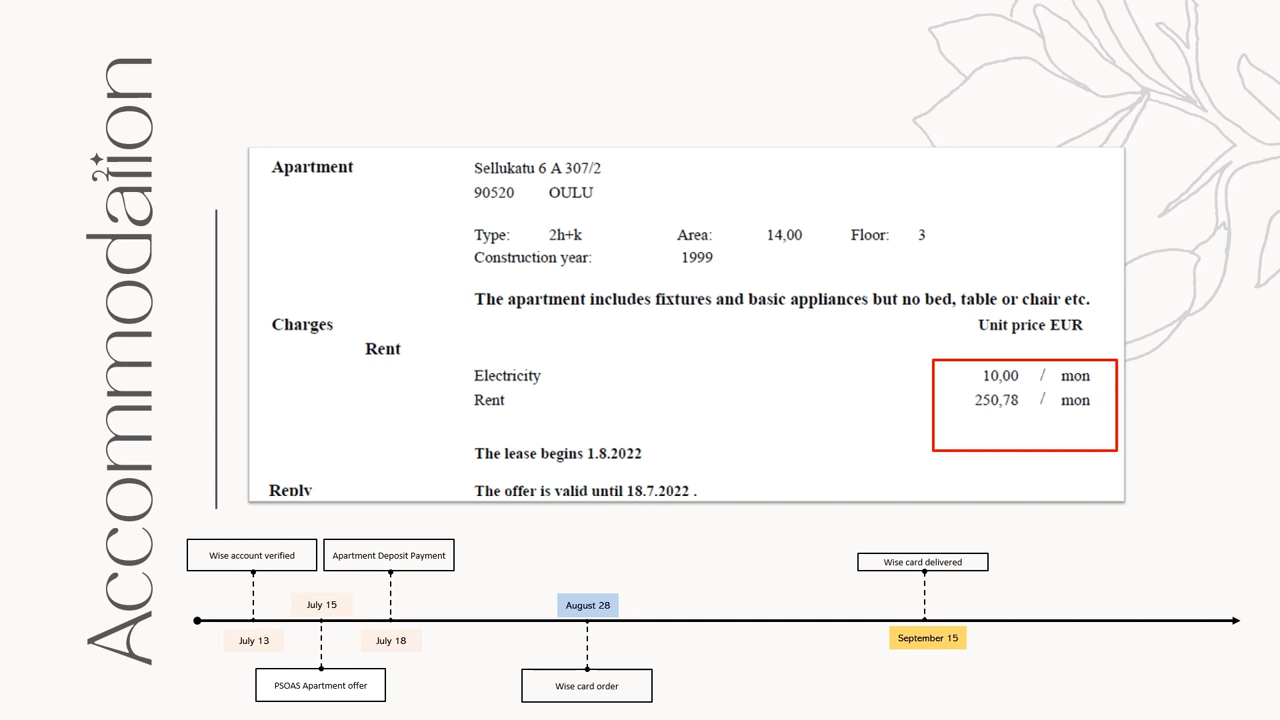 Accommodation
Apartment Sellukatu 6 A 307/2
90520 OULU
Type: 2h+k Area: 14,00 Floor: 3
Construction year: 1999
The apartment includes fixtures and basic appliances but no bed, table or chair etc.
Charges Unit price EUR
Rent
Electricity 10,00 / mon
Rent 250,78 / mon
The lease begins 1.8.2022
Reply The offer is valid until 18.7.2022 .
Wise account verified
Apartment Deposit Payment
Wise card delivered
July 15
August 28
July 13
July 18
September 15
PSOAS Apartment offer
Wise card order